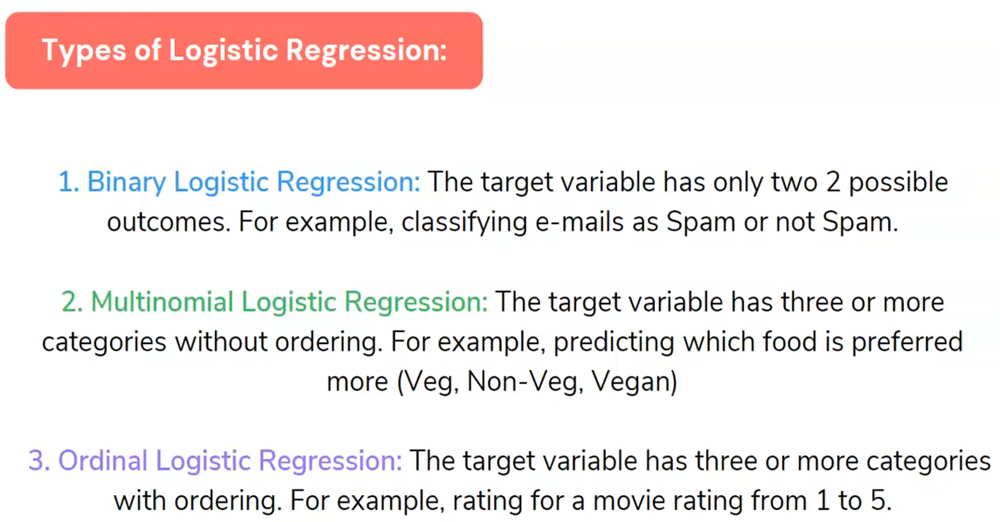 Types of Logistic Regression:
1. Binary Logistic Regression: The target variable has only two 2 possible
outcomes. For example, classifying e-mails as Spam or not Spam.
2. Multinomial Logistic Regression: The target variable has three or more
categories without ordering. For example, predicting which food is preferred
more (Veg, Non-Veg, Vegan)
3. Ordinal Logistic Regression: The target variable has three or more categories
with ordering. For example, rating for a movie rating from 1 to 5.